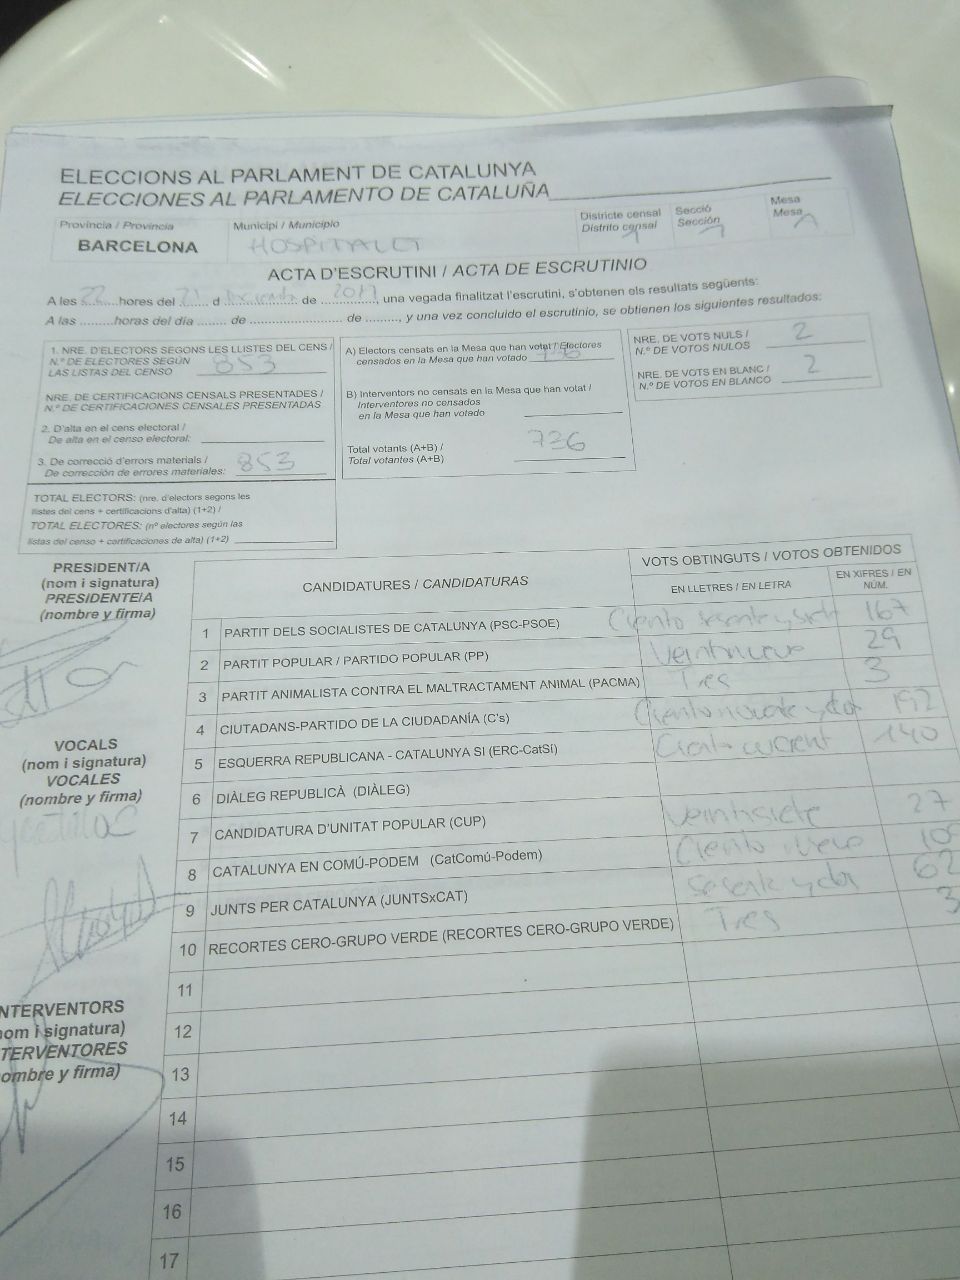 ELECCIONS AL PARLAMENT DE CATALUNYA
ELECCIONES AL PARLAMENTO DE CATALUÑA
Província / Provincia
BARCELONA
Municipi / Municipio
HOSPITALET
Districte censal
Distrito censal
1
Secció
Sección
1
Mesa
Mesa
ACTA D'ESCRUTINI / ACTA DE ESCRUTINIO
A les 22 hores del 21 d de 2017, una vegada finalitzat l'escrutini, s'obtenen els resultats següents:
A las ......... horas del día ........ de ......................... de ........., y una vez concluido el escrutinio, se obtienen los siguientes resultados:
1. NRE. D'ELECTORS SEGONS LES LLISTES DEL CENS /
N.º DE ELECTORES SEGÚN
LAS LISTAS DEL CENSO 853
NRE. DE CERTIFICACIONS CENSALS PRESENTADES /
N.º DE CERTIFICACIONES CENSALES PRESENTADAS
2. D'alta en el cens electoral /
De alta en el censo electoral:
3. De correcció d'errors materials /
De corrección de errores materiales: 853
TOTAL ELECTORS: (nre. d'electors segons les
llistes del cens + certificacions d'alta) (1+2) /
TOTAL ELECTORES: (nº electores según las
listas del censo + certificaciones de alta) (1+2)
A) Electors censats en la Mesa que han votat / Electores
censados en la Mesa que han votado
B) Interventors no censats en la Mesa que han votat /
Interventores no censados
en la Mesa que han votado
Total votants (A+B) /
Total votantes (A+B) 736
NRE. DE VOTS NULS /
N.º DE VOTOS NULOS 2
NRE. DE VOTS EN BLANC /
N.º DE VOTOS EN BLANCO 2
PRESIDENT/A
(nom i signatura)
PRESIDENTE/A
(nombre y firma)
VOCALS
(nom i signatura)
VOCALES
(nombre y firma)
NTERVENTORS
nom i signatura)
TERVENTORES
ombre y firma)
CANDIDATURES / CANDIDATURAS
VOTS OBTINGUTS / VOTOS OBTENIDOS
EN LLETRES / EN LETRA
EN XIFRES / EN
NÚM.
1 PARTIT DELS SOCIALISTES DE CATALUNYA (PSC-PSOE) Ciento sesenta y siete 167
2 PARTIT POPULAR / PARTIDO POPULAR (PP) Veintinueve 29
3 PARTIT ANIMALISTA CONTRA EL MALTRACTAMENT ANIMAL (PACMA) Tres 3
4 CIUTADANS-PARTIDO DE LA CIUDADANÍA (C's) Ciento noventa y dos 192
5 ESQUERRA REPUBLICANA - CATALUNYA SÍ (ERC-CatSí) 140
6 DIÀLEG REPUBLICÀ (DIÀLEG)
7 CANDIDATURA D'UNITAT POPULAR (CUP) Veintisiete 27
8 CATALUNYA EN COMÚ-PODEM (CatComú-Podem) Ciento nueve 109
9 JUNTS PER CATALUNYA (JUNTSxCAT) sesenta y dos 62
10 RECORTES CERO-GRUPO VERDE (RECORTES CERO-GRUPO VERDE) Tres 3
11
12
13
14
15
16
17